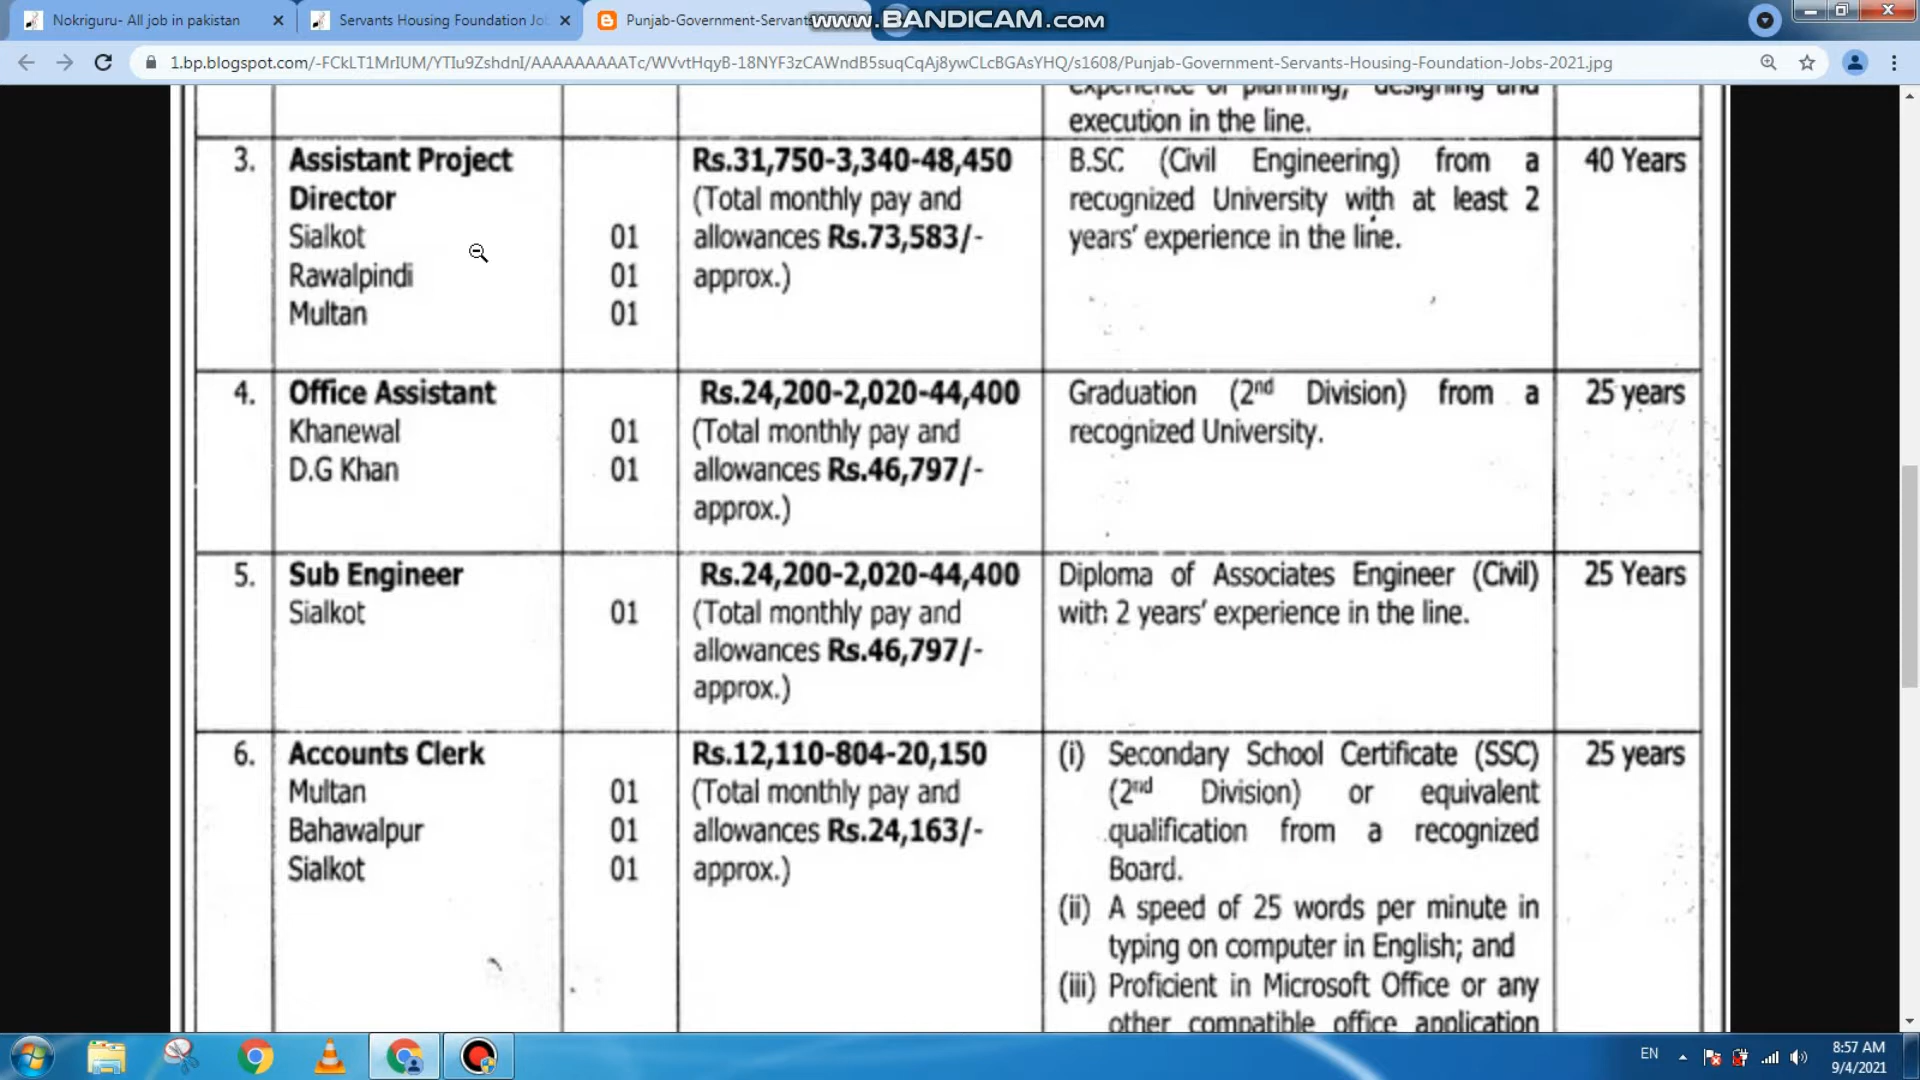 Nokriguru- All job in pakistan
Servants Housing Foundation Jo
Punjab-Government-Servants
www.BANDICAM.com
1.bp.blogspot.com/-FCkLT1MrIUM/YTIu9ZshdnI/AAAAAAAAATc/WVvtHqyB-18NYF3zCAWndB5suqCqAj8ywCLcBGAsYHQ/s1608/Punjab-Government-Servants-Housing-Foundation-Jobs-2021.jpg
experience of planning, designing and
execution in the line.
3. Assistant Project Rs.31,750-3,340-48,450 B.SC (Civil Engineering) from a 40 Years
Director (Total monthly pay and recognized University with at least 2
Sialkot 01 allowances Rs.73,583/- years' experience in the line.
Rawalpindi 01 approx.)
Multan 01
4. Office Assistant Rs.24,200-2,020-44,400 Graduation (2nd Division) from a 25 years
Khanewal 01 (Total monthly pay and recognized University.
D.G Khan 01 allowances Rs.46,797/-
approx.)
5. Sub Engineer Rs.24,200-2,020-44,400 Diploma of Associates Engineer (Civil) 25 Years
Sialkot 01 (Total monthly pay and with 2 years' experience in the line.
allowances Rs.46,797/-
approx.)
6. Accounts Clerk Rs.12,110-804-20,150 (i) Secondary School Certificate (SSC) 25 years
Multan 01 (Total monthly pay and (2nd Division) or equivalent
Bahawalpur 01 allowances Rs.24,163/- qualification from a recognized
Sialkot 01 approx.) Board.
(ii) A speed of 25 words per minute in
typing on computer in English; and
(iii) Proficient in Microsoft Office or any
other compatible office application
EN
8:57 AM
9/4/2021